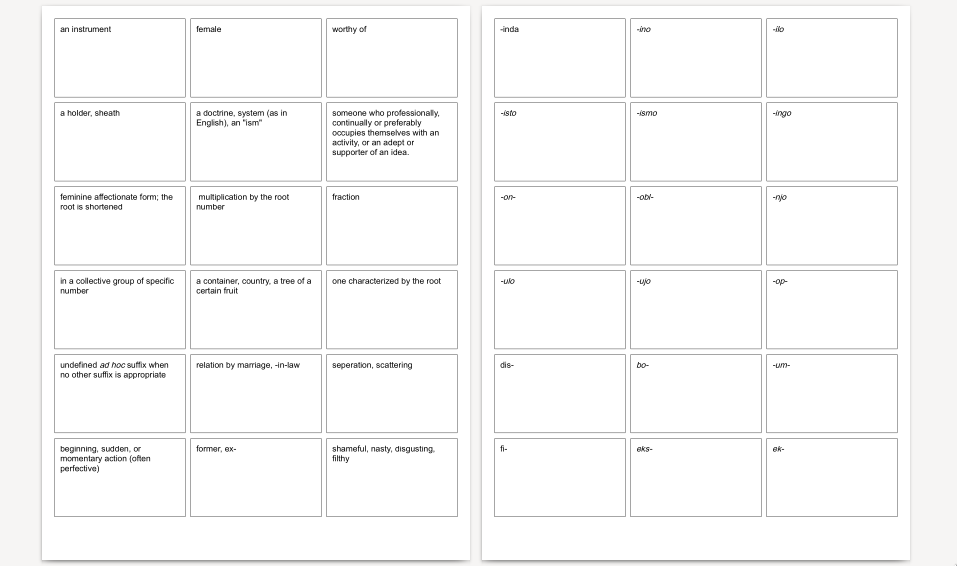 an instrument
female
worthy of
a holder, sheath
a doctrine, system (as in
English), an "ism"
someone who professionally,
continually or preferably
occupies themselves with an
activity, or an adept or
supporter of an idea.
feminine affectionate form; the
root is shortened
multiplication by the root
number
fraction
in a collective group of specific
number
a container, country, a tree of a
certain fruit
one characterized by the root
undefined ad hoc suffix when
no other suffix is appropriate
relation by marriage, -in-law
seperation, scattering
beginning, sudden, or
momentary action (often
perfective)
former, ex-
shameful, nasty, disgusting,
filthy
-inda
-ino
-ilo
-isto
-ismo
-ingo
-on-
-obl-
-njo
-ulo
-ujo
-op-
dis-
bo-
-um-
fi-
eks-
ek-